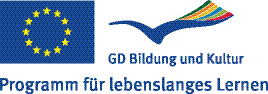 GD Bildung und Kultur
Programm für lebenslanges Lernen